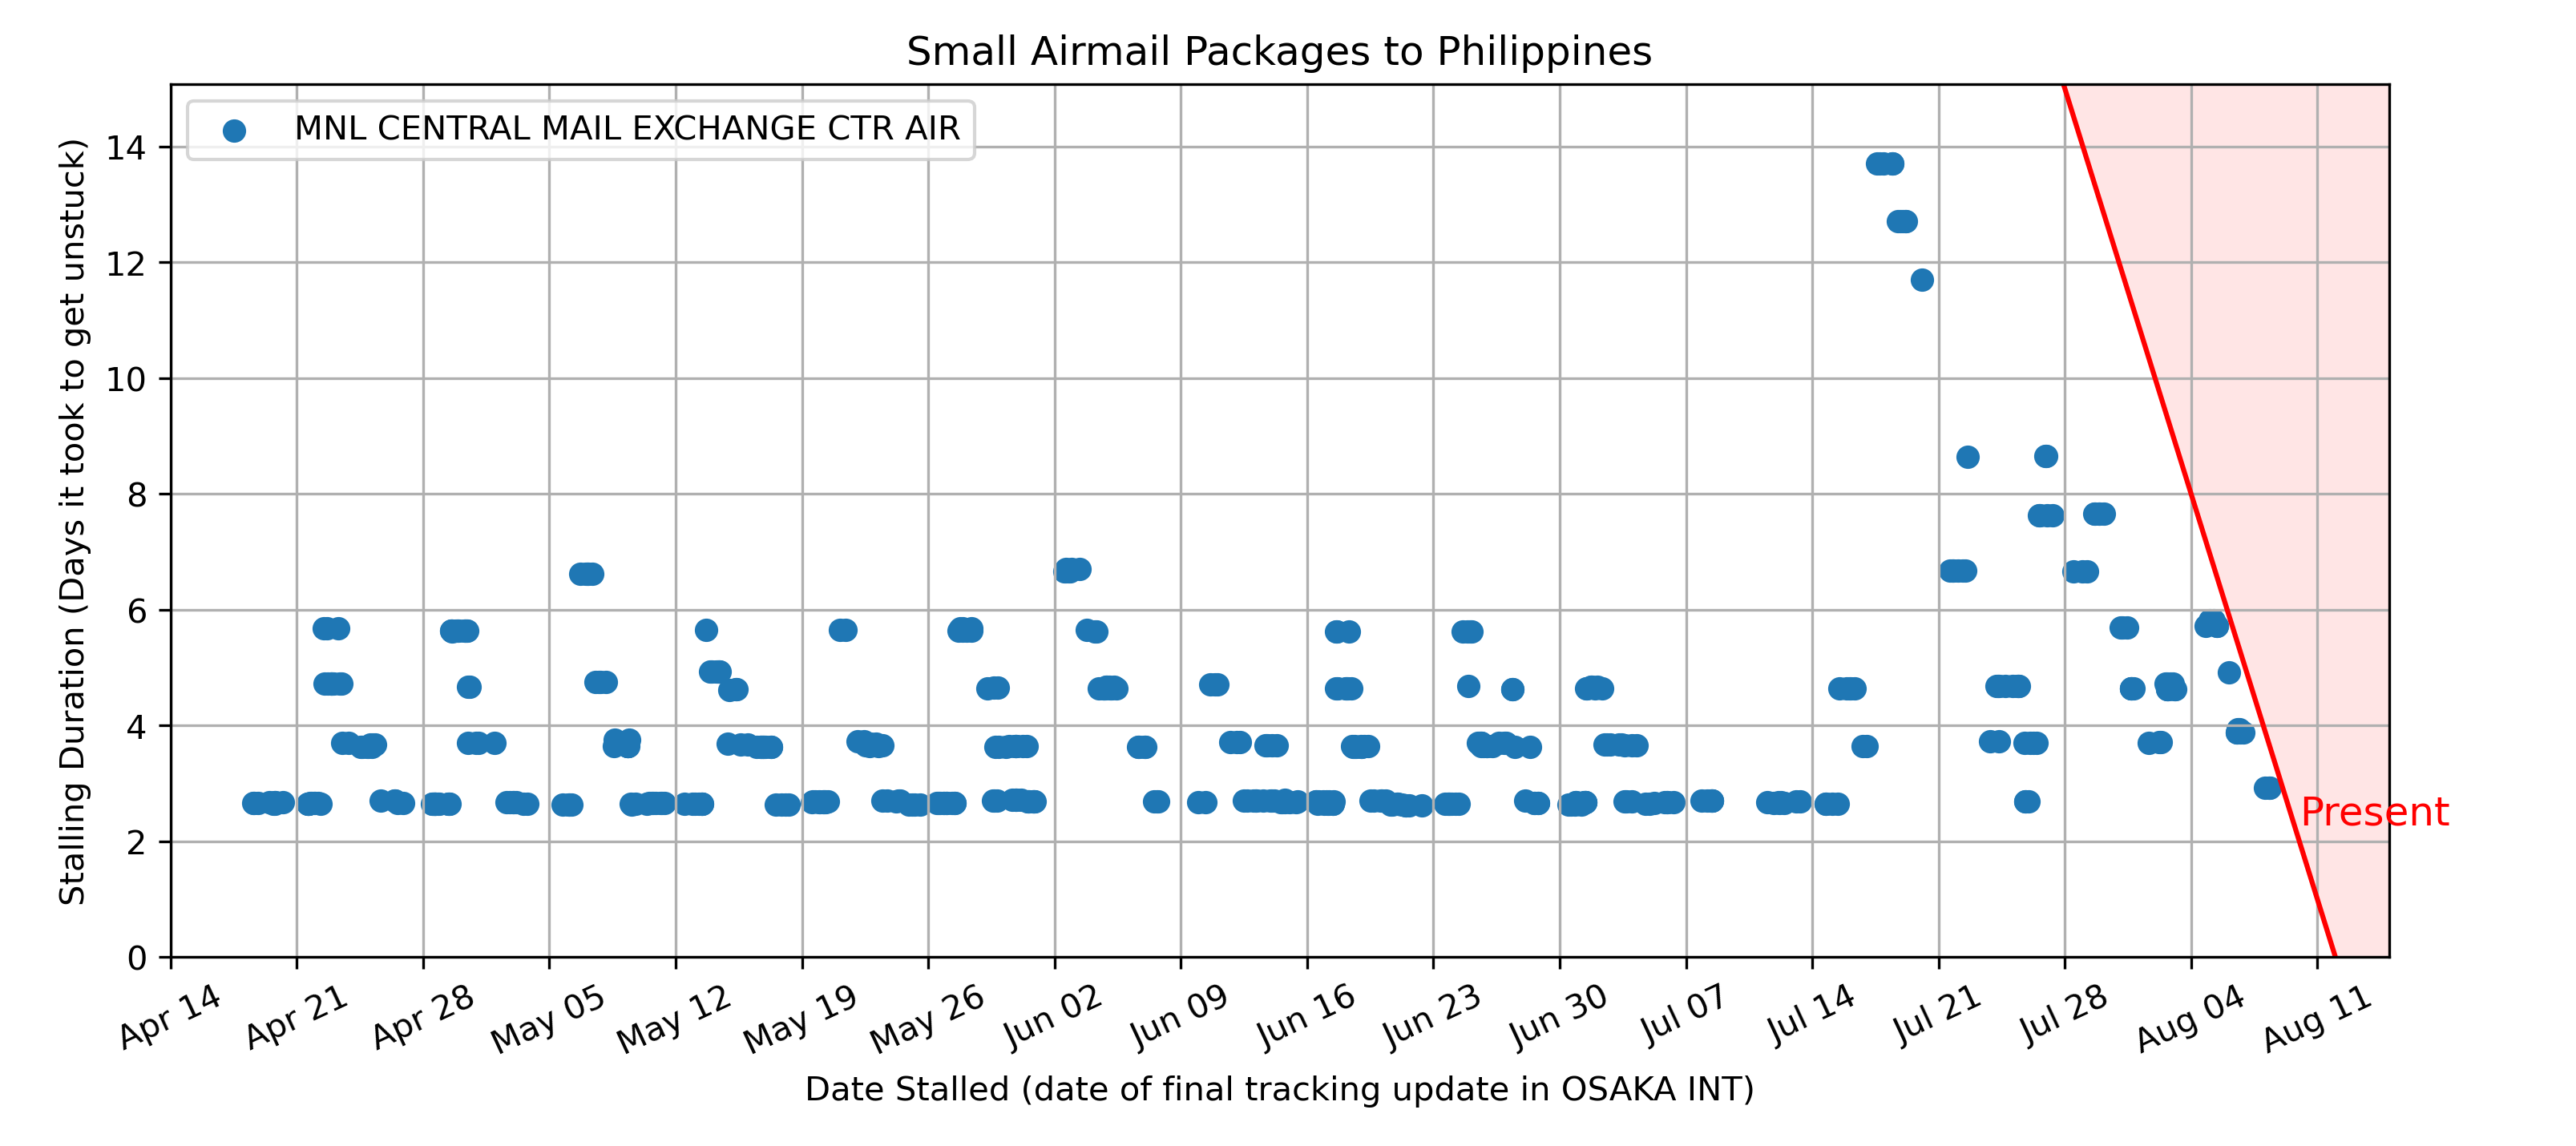 Small Airmail Packages to Philippines
MNL CENTRAL MAIL EXCHANGE CTR AIR
Stalling Duration (Days it took to get unstuck)
14
12
10
8
6
4
2
0
Present
Apr 14
Apr 21
Apr 28
May 05
May 12
May 19
May 26
Jun 02
Jun 09
Jun 16
Jun 23
Jun 30
Jul 07
Jul 14
Jul 21
Jul 28
Aug 04
Aug 11
Date Stalled (date of final tracking update in OSAKA INT)